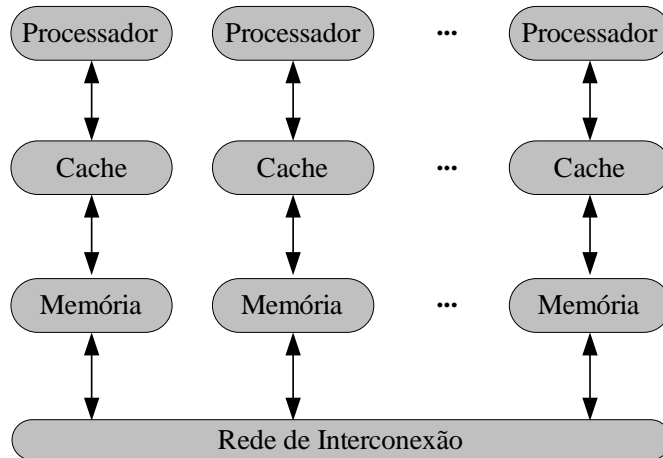 Processador Processador ... Processador
Cache Cache ... Cache
Memória Memória ... Memória
Rede de Interconexão